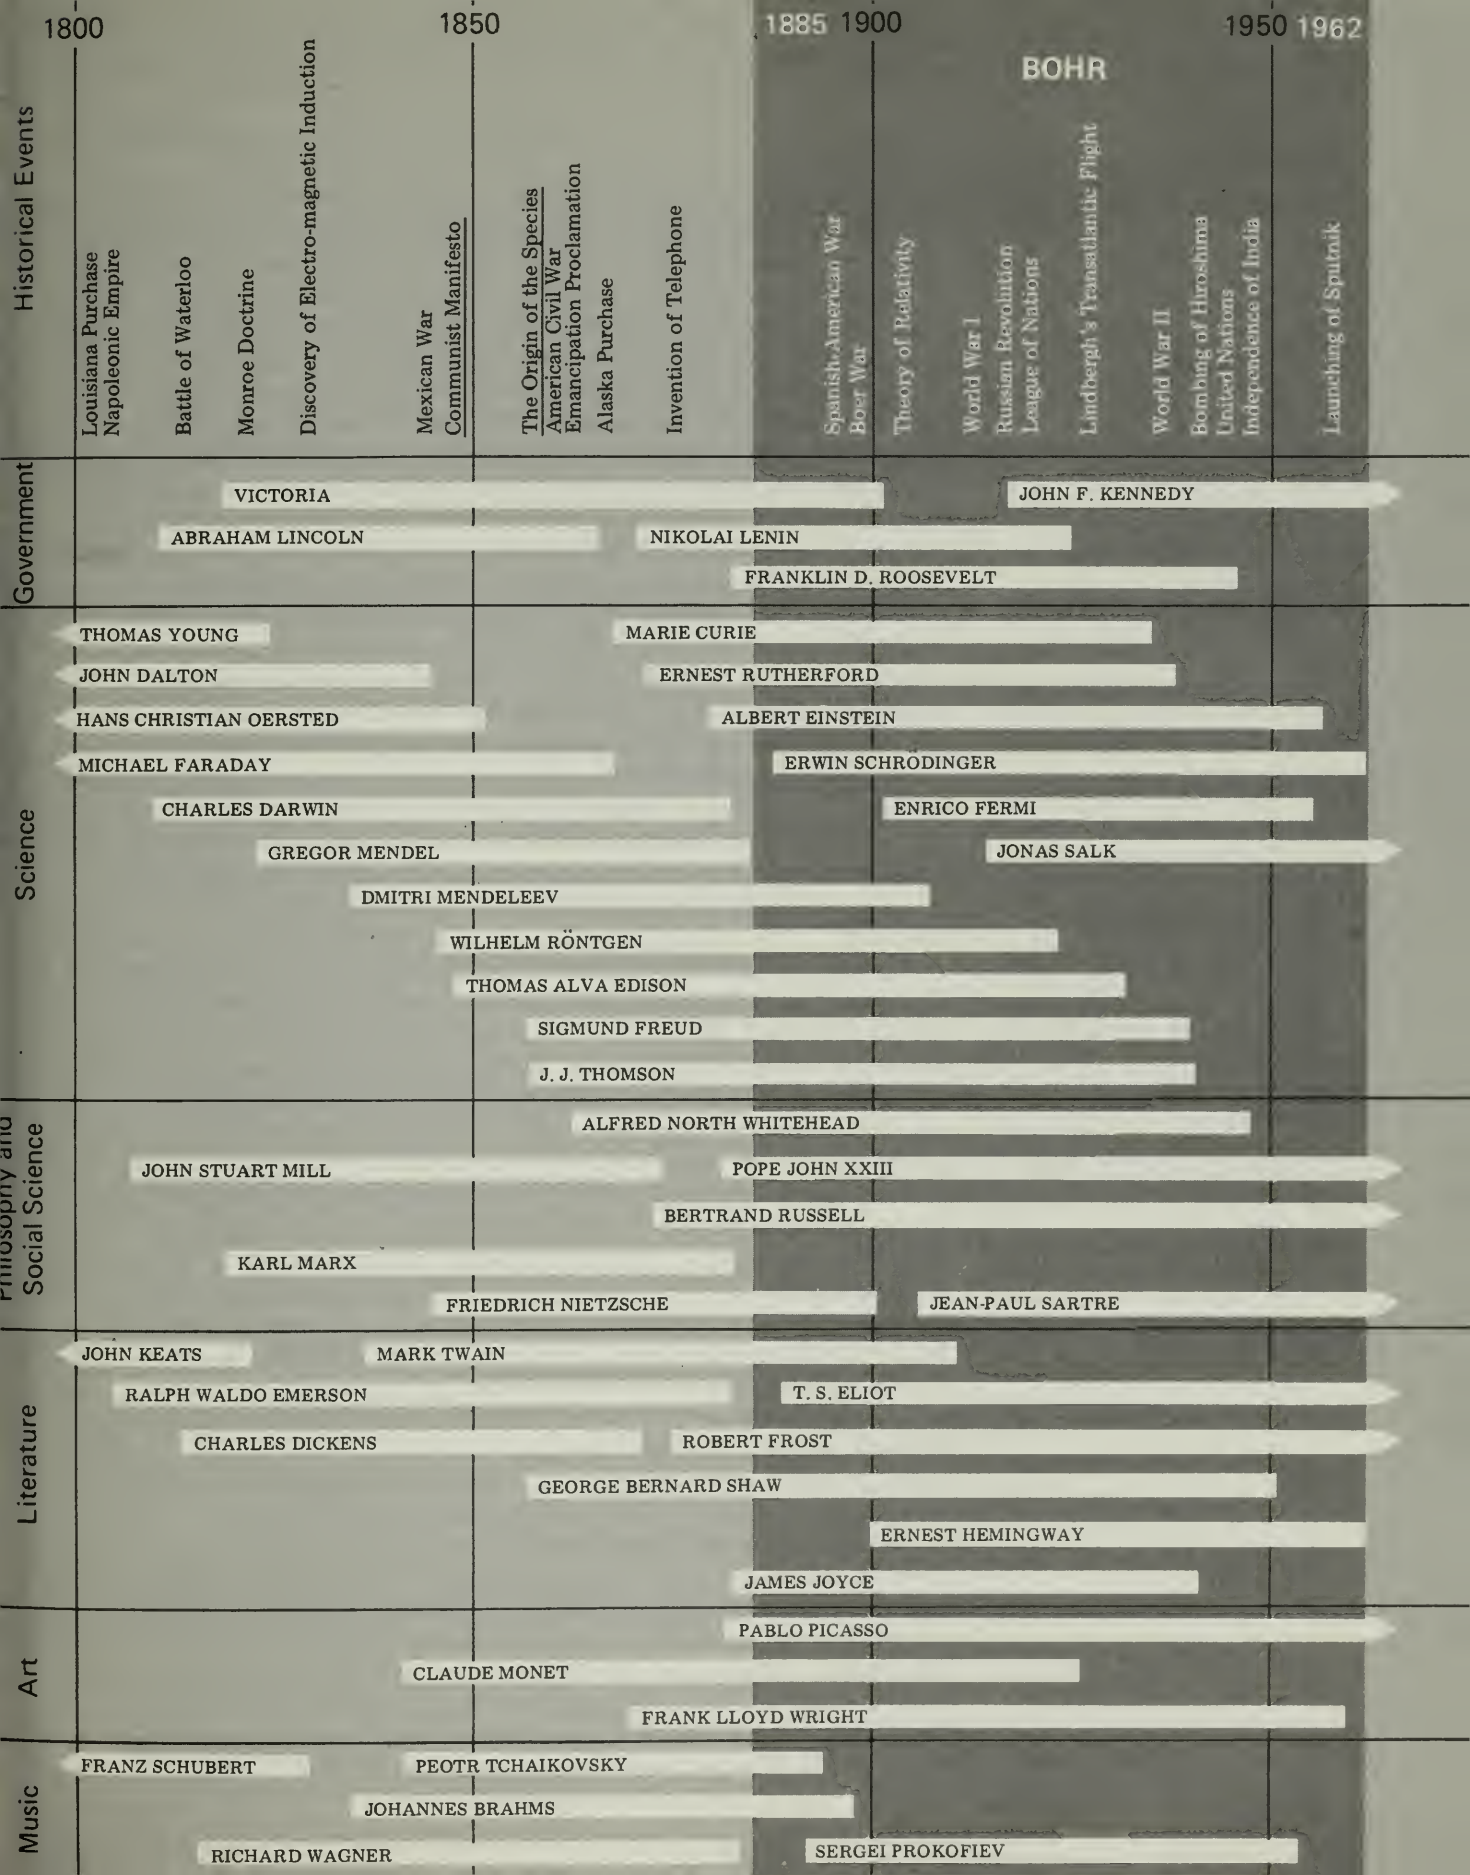 1800
1850
1885
1900
1950
1962
BOHR
Historical Events
Louisiana Purchase
Napoleonic Empire
Battle of Waterloo
Monroe Doctrine
Discovery of Electro-magnetic Induction
Mexican War
Communist Manifesto
The Origin of the Species
American Civil War
Emancipation Proclamation
Alaska Purchase
Invention of Telephone
Spanish-American War
Boer War
Theory of Relativity
World War I
Russian Revolution
League of Nations
Lindbergh's Transatlantic Flight
World War II
Bombing of Hiroshima
United Nations
Independence of India
Launching of Sputnik
Government
VICTORIA
JOHN F. KENNEDY
ABRAHAM LINCOLN
NIKOLAI LENIN
FRANKLIN D. ROOSEVELT
Science
THOMAS YOUNG
MARIE CURIE
JOHN DALTON
ERNEST RUTHERFORD
HANS CHRISTIAN OERSTED
ALBERT EINSTEIN
MICHAEL FARADAY
ERWIN SCHRÖDINGER
CHARLES DARWIN
ENRICO FERMI
GREGOR MENDEL
JONAS SALK
DMITRI MENDELEEV
WILHELM RÖNTGEN
THOMAS ALVA EDISON
SIGMUND FREUD
J. J. THOMSON
Philosophy and
Social Science
ALFRED NORTH WHITEHEAD
JOHN STUART MILL
POPE JOHN XXIII
BERTRAND RUSSELL
KARL MARX
FRIEDRICH NIETZSCHE
JEAN-PAUL SARTRE
Literature
JOHN KEATS
MARK TWAIN
RALPH WALDO EMERSON
T. S. ELIOT
CHARLES DICKENS
ROBERT FROST
GEORGE BERNARD SHAW
ERNEST HEMINGWAY
JAMES JOYCE
Art
PABLO PICASSO
CLAUDE MONET
FRANK LLOYD WRIGHT
Music
FRANZ SCHUBERT
PEOTR TCHAIKOVSKY
JOHANNES BRAHMS
RICHARD WAGNER
SERGEI PROKOFIEV